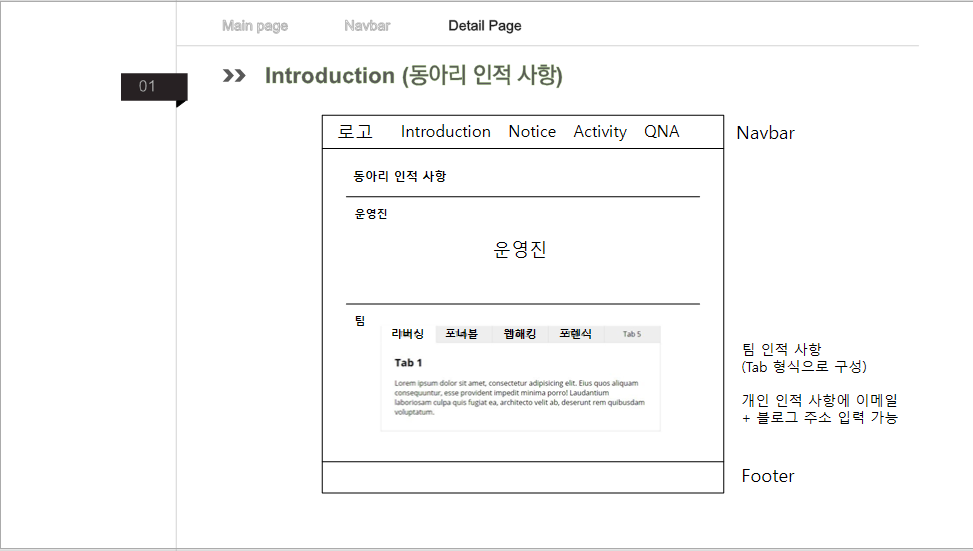 Main page Navbar Detail Page
01
Introduction (동아리 인적 사항)
로고 Introduction Notice Activity QNA
Navbar
동아리 인적 사항
운영진
운영진
팀
리버싱 포너블 웹해킹 포렌식 Tab 5
Tab 1
Lorem ipsum dolor sit amet, consectetur adipisicing elit. Eius quos aliquam
consequuntur, esse provident impedit minima porro! Laudantium
laboriosam culpa quis fugiat ea, architecto velit ab, deserunt rem quibusdam
voluptatum.
팀 인적 사항
(Tab 형식으로 구성)
개인 인적 사항에 이메일
+ 블로그 주소 입력 가능
Footer